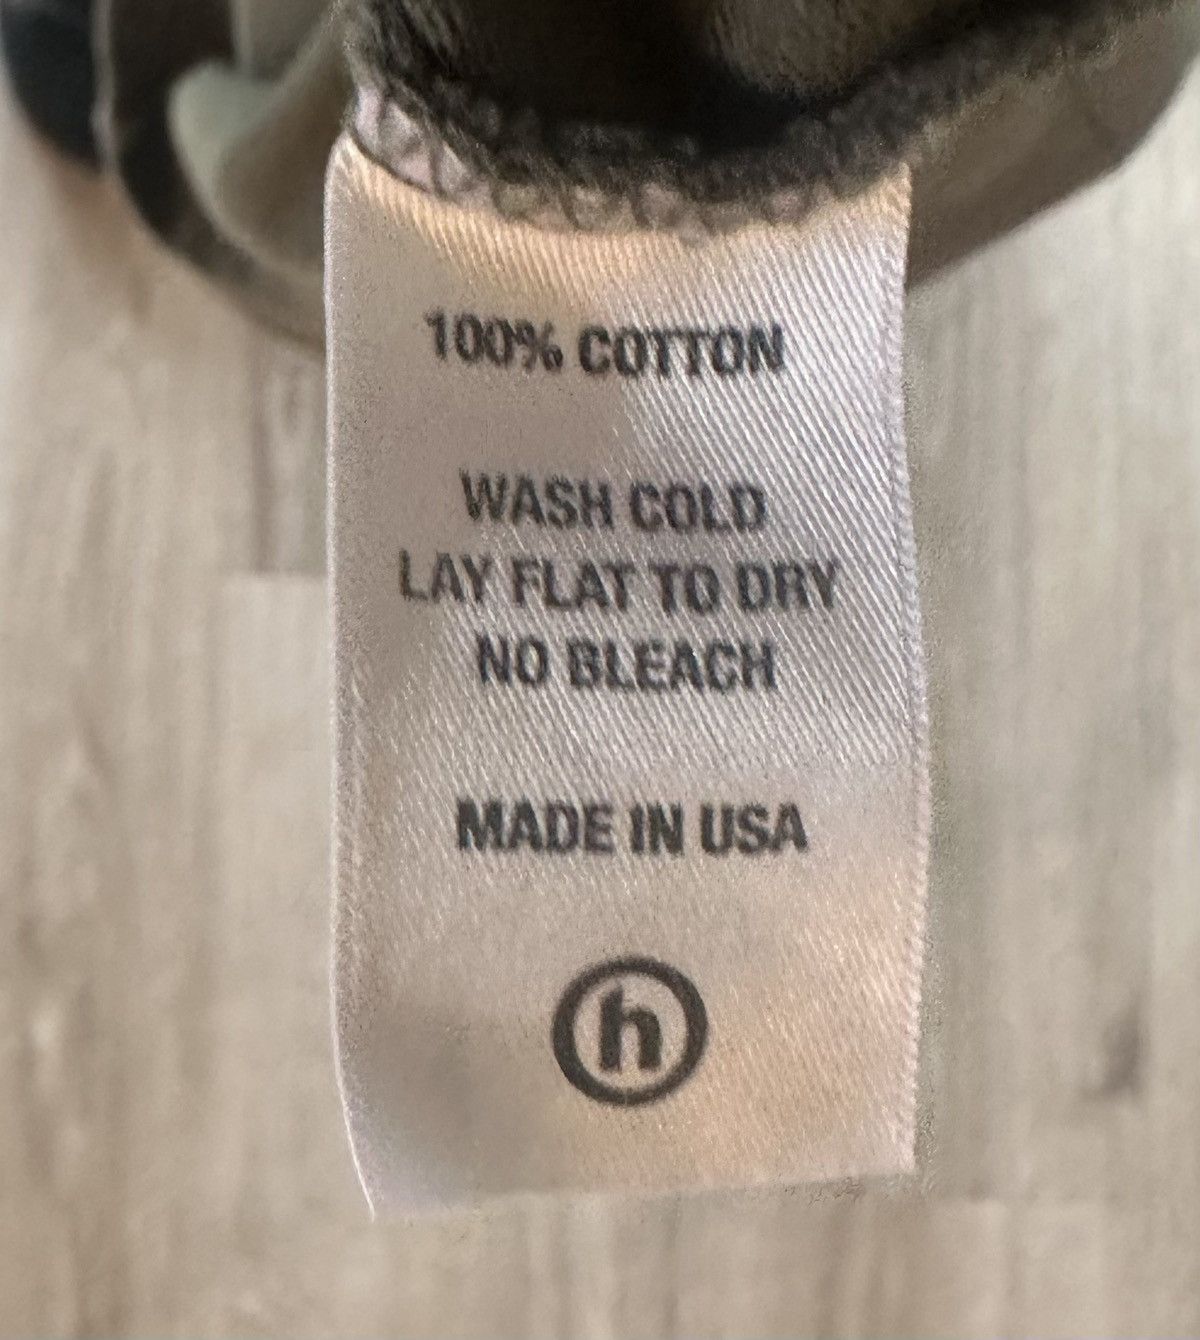 100% COTTON
WASH COLD
LAY FLAT TO DRY
NO BLEACH
MADE IN USA
h